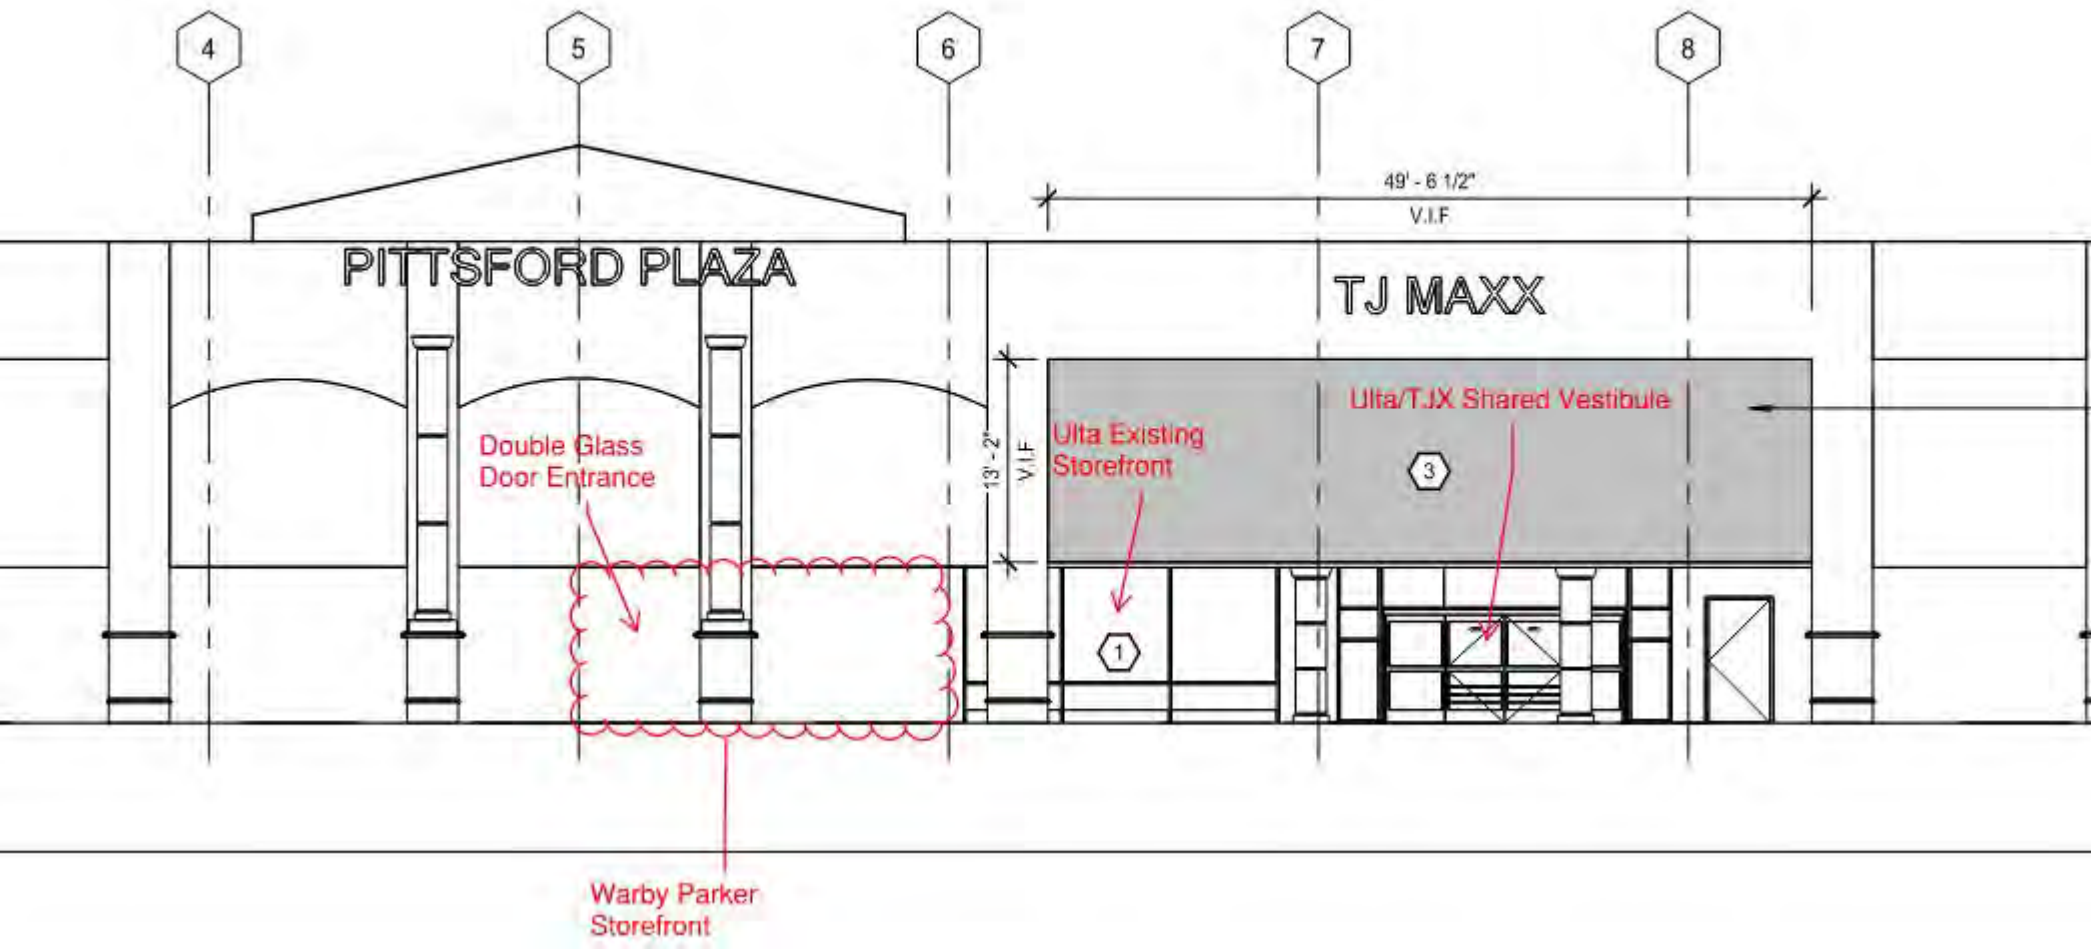 4
5
6
7
8
49' - 6 1/2"
V.I.F
PITTSFORD PLAZA
TJ MAXX
Ulta/TJX Shared Vestibule
Double Glass
Door Entrance
13' - 2"
V.I.F
Ulta Existing
Storefront
3
1
Warby Parker
Storefront